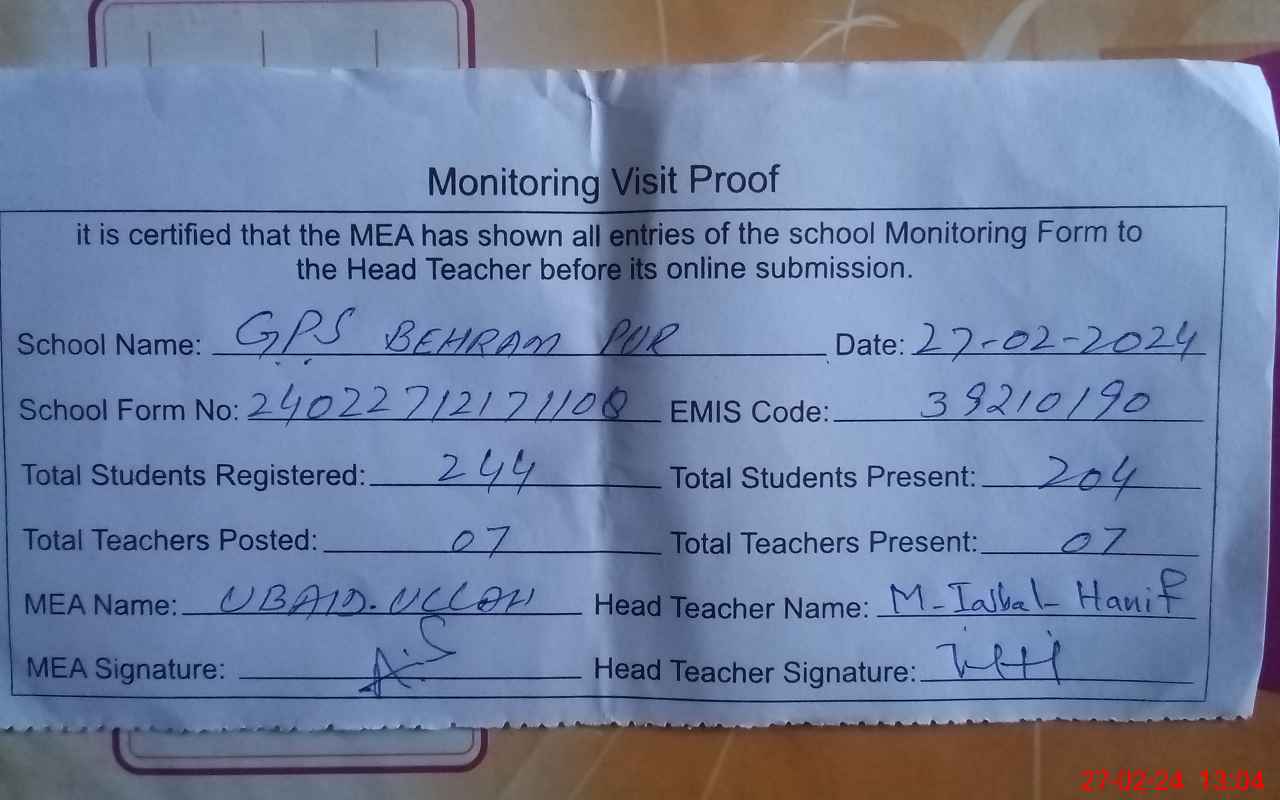 Monitoring Visit Proof
it is certified that the MEA has shown all entries of the school Monitoring Form to
the Head Teacher before its online submission.
School Name: GPS BEHRAM PUR Date: 27-02-2024
School Form No: 24022712171108 EMIS Code: 39210190
Total Students Registered: 244 Total Students Present: 204
Total Teachers Posted: 07 Total Teachers Present: 07
MEA Name: UBAID.ULLAH Head Teacher Name: M-Iqbal Hanif
MEA Signature: Head Teacher Signature:
27-02-24 13:04